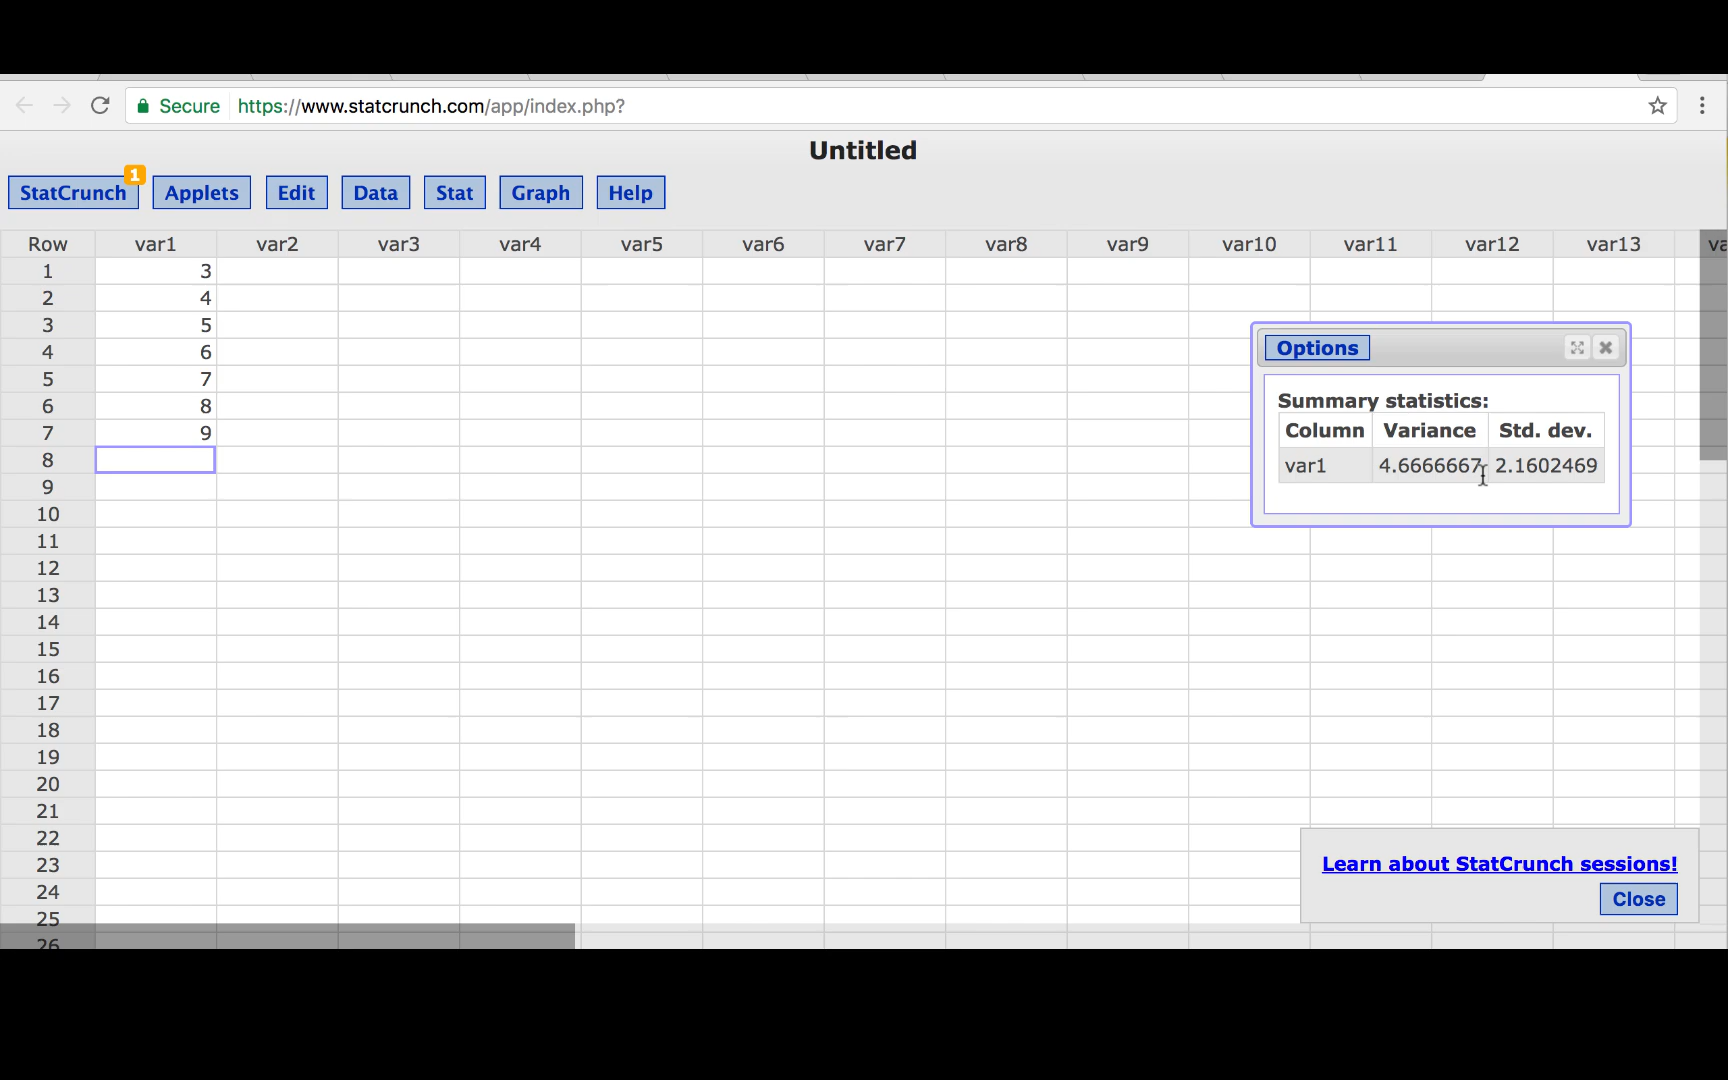 Secure https://www.statcrunch.com/app/index.php?
Untitled
StatCrunch 1 Applets Edit Data Stat Graph Help
Row var1 var2 var3 var4 var5 var6 var7 var8 var9 var10 var11 var12 var13
1 3
2 4
3 5
4 6
5 7
6 8
7 9
8
9
10
11
12
13
14
15
16
17
18
19
20
21
22
23
24
25
26
Options
Summary statistics:
Column Variance Std. dev.
var1 4.6666667 2.1602469
Learn about StatCrunch sessions!
Close